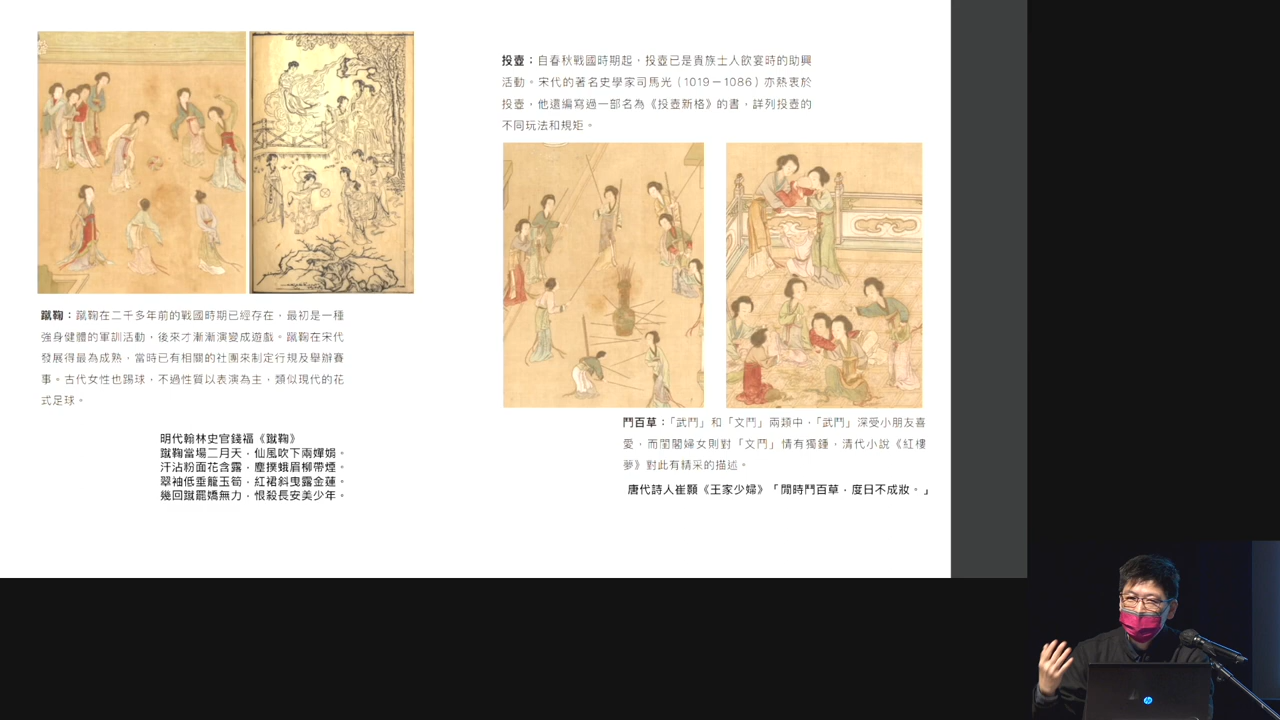 蹴鞠：蹴鞠在二千多年前的戰國時期已經存在，最初是一種
強身健體的軍訓活動，後來才漸漸演變成遊戲。蹴鞠在宋代
發展得最為成熟，當時已有相關的社團來制定行規及舉辦賽
事。古代女性也踢球，不過性質以表演為主，類似現代的花
式足球。
明代翰林史官錢福《蹴鞠》
蹴鞠當場二月天，仙風吹下兩嬋娟。
汗沾粉面花含露，塵撲蛾眉柳帶煙。
翠袖低垂籠玉筍，紅裙斜曳露金蓮。
幾回蹴罷嬌無力，恨殺長安美少年。
投壺：自春秋戰國時期起，投壺已是貴族士人飲宴時的助興
活動。宋代的著名史學家司馬光（1019－1086）亦熱衷於
投壺，他還編寫過一部名為《投壺新格》的書，詳列投壺的
不同玩法和規矩。
鬥百草：「武鬥」和「文鬥」兩類中，「武鬥」深受小朋友喜
愛，而閨閣婦女則對「文鬥」情有獨鍾，清代小說《紅樓
夢》對此有精采的描述。
唐代詩人崔顥《王家少婦》「閒時鬥百草，度日不成妝。」
hp